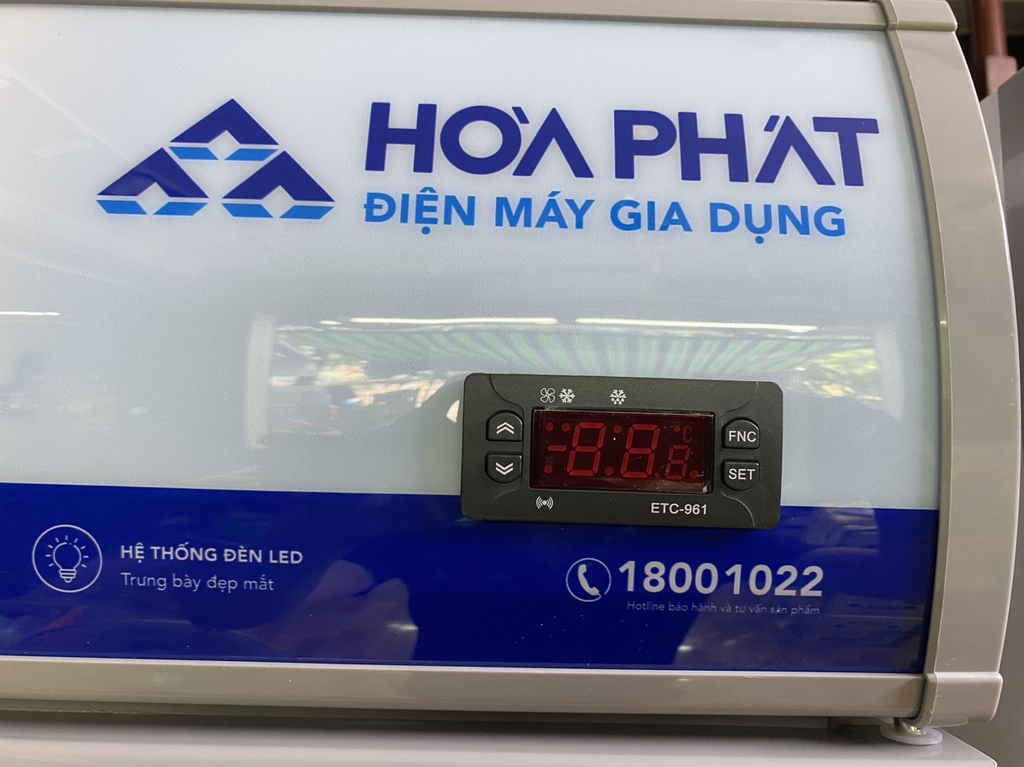 HÒA PHÁT
ĐIỆN MÁY GIA DỤNG
FNC
SET
ETC-961
HỆ THỐNG ĐÈN LED
Trưng bày đẹp mắt
18001022
Hotline bảo hành và tư vấn sản phẩm